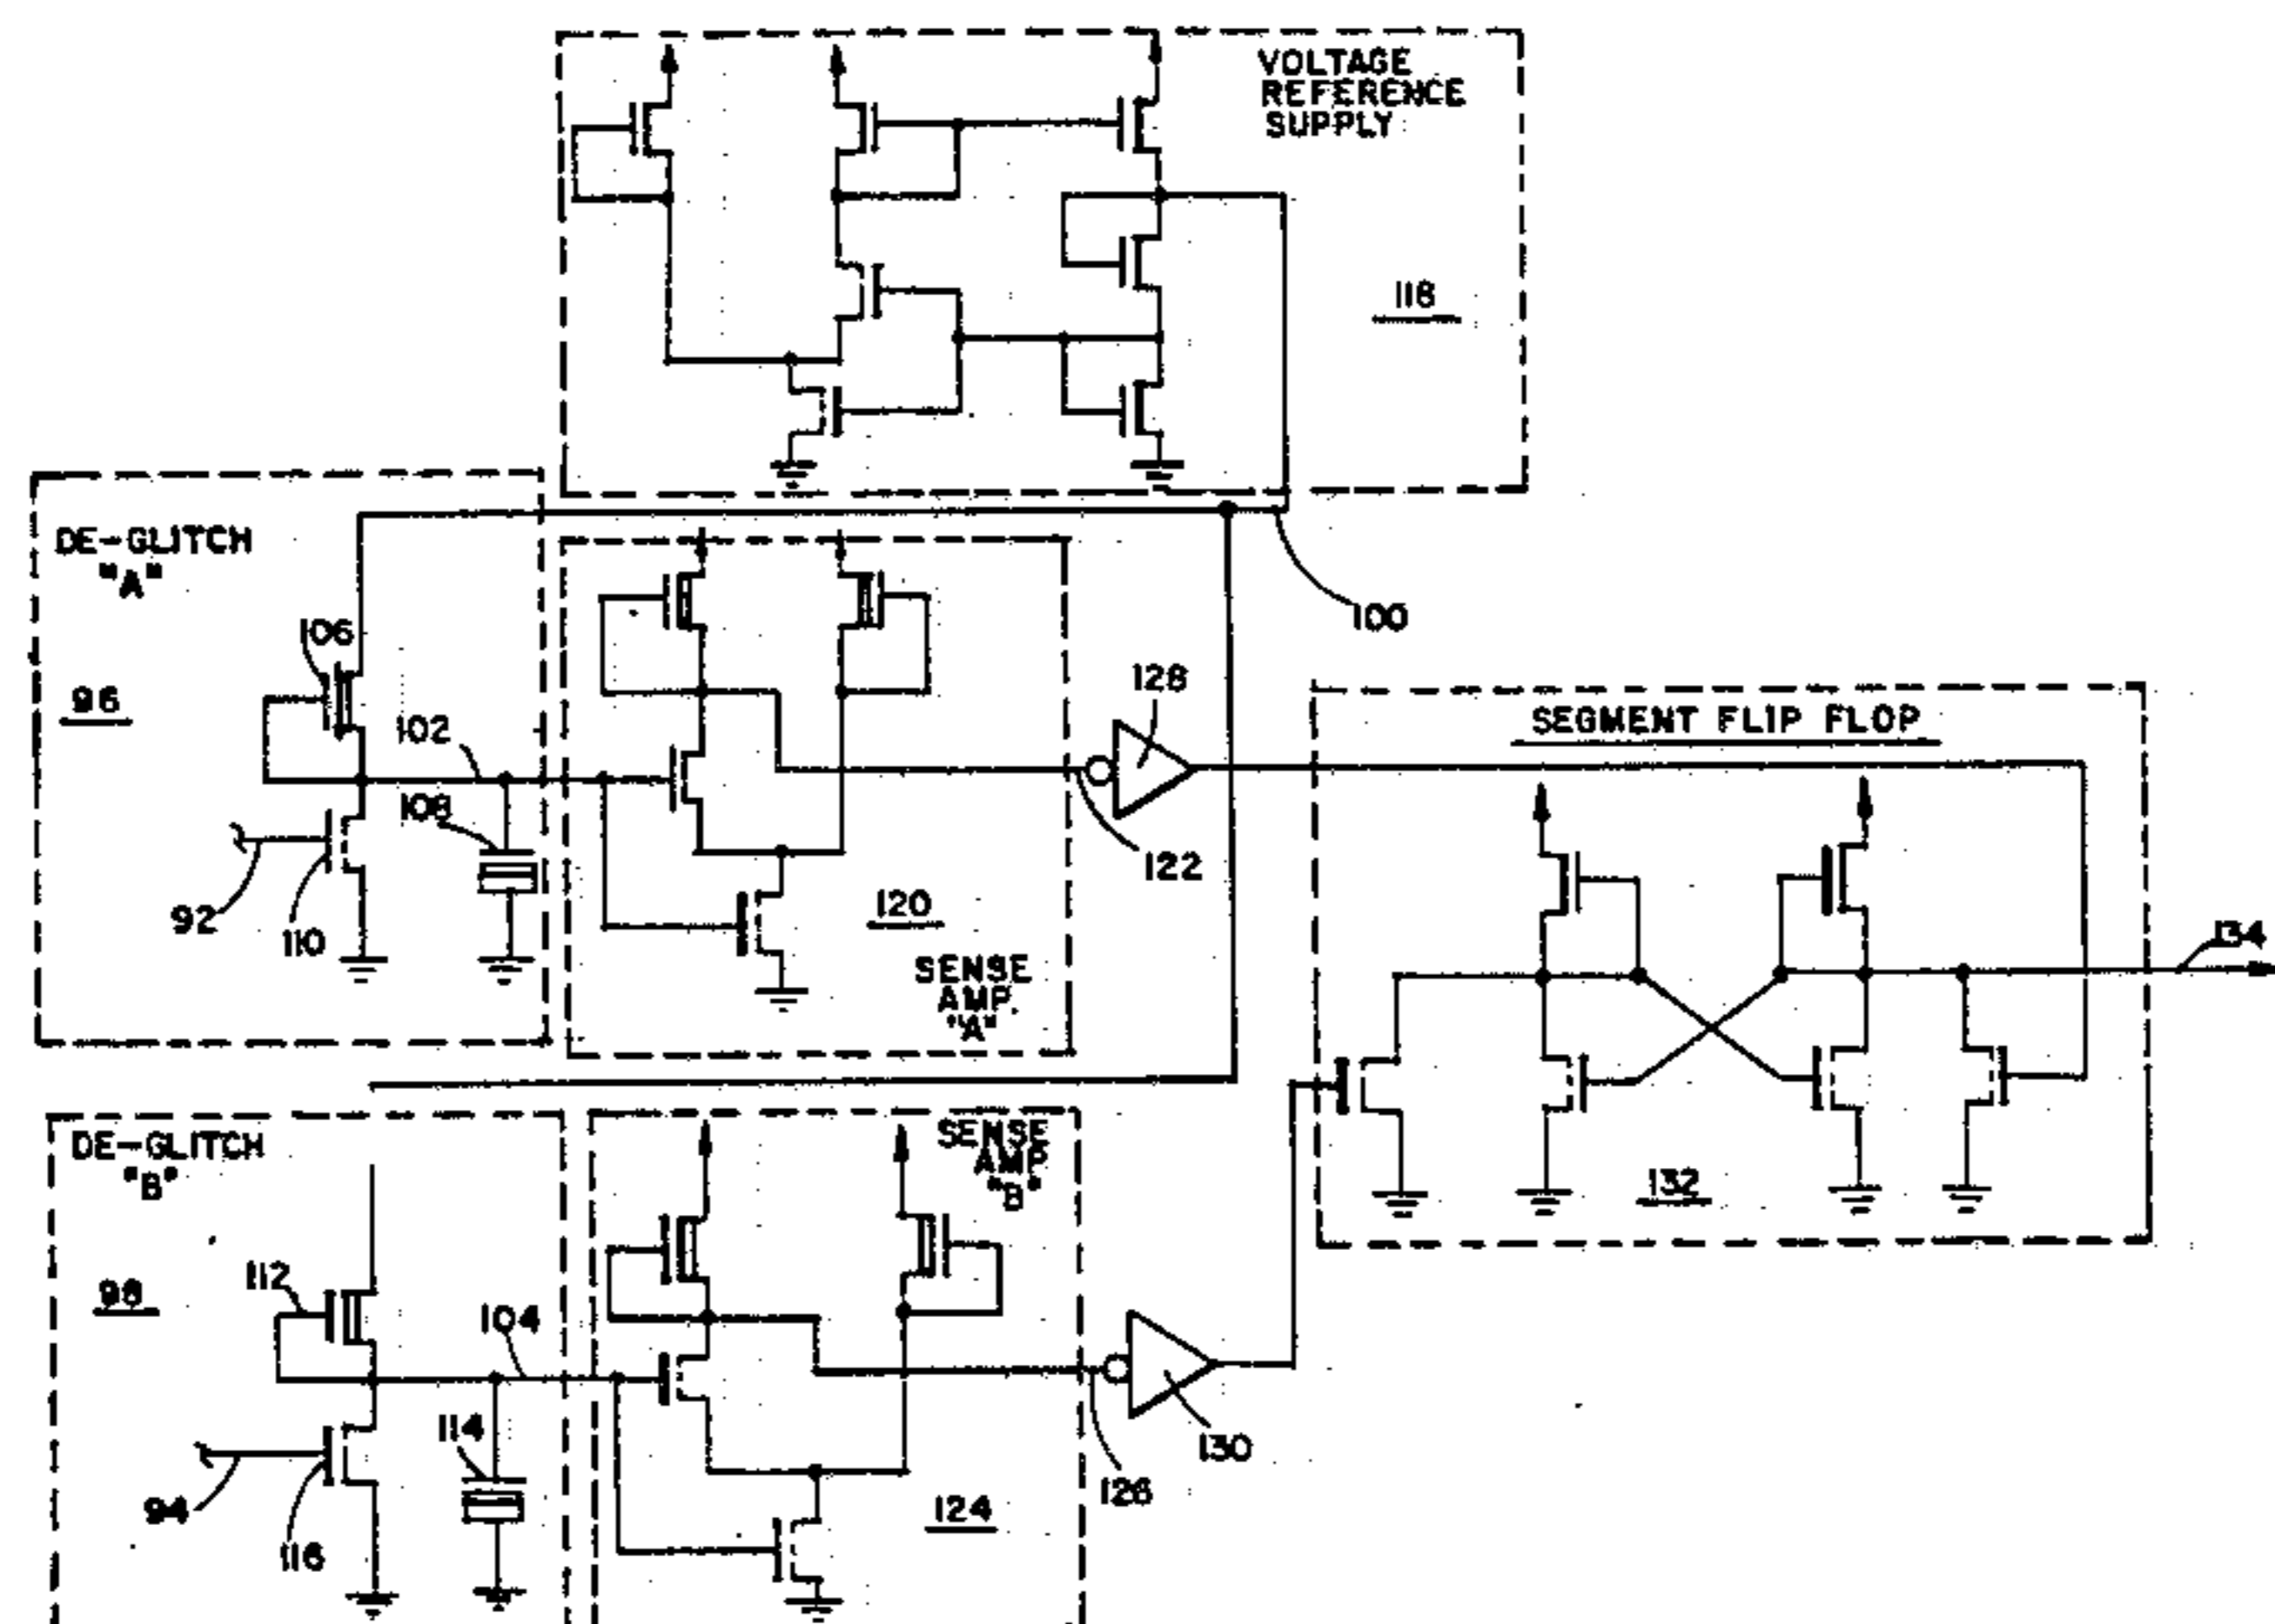 VOLTAGE
REFERENCE
SUPPLY
118
DE-GLITCH
"A"
106
96
102
108
92
110
100
128
122
120
SENSE
AMP.
"A"
SEGMENT FLIP FLOP
134
132
DE-GLITCH
"B"
SENSE
AMP
"B"
98
112
104
114
94
116
124
126
130